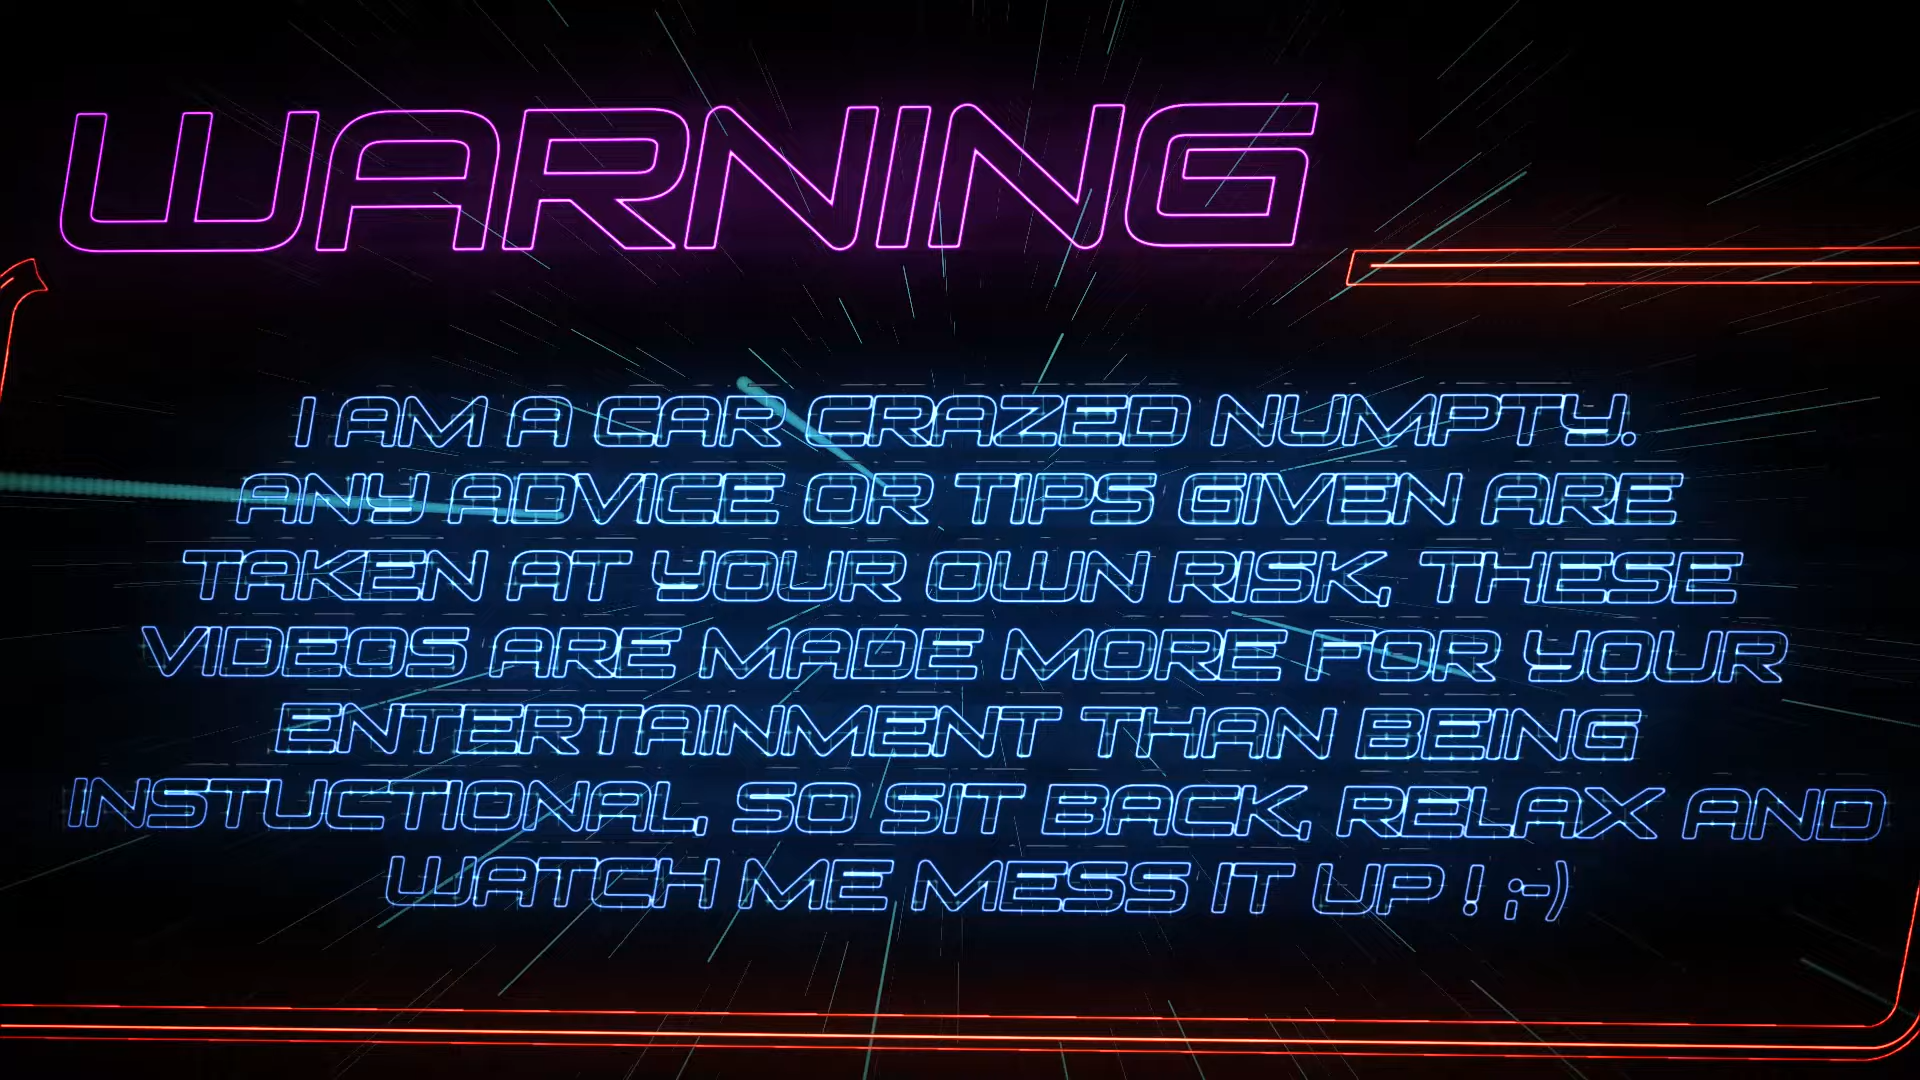 WARNING
I AM A CAR CRAZED NUMPTY.
ANY ADVICE OR TIPS GIVEN ARE
TAKEN AT YOUR OWN RISK, THESE
VIDEOS ARE MADE MORE FOR YOUR
ENTERTAINMENT THAN BEING
INSTUCTIONAL, SO SIT BACK, RELAX AND
WATCH ME MESS IT UP ! ;-)